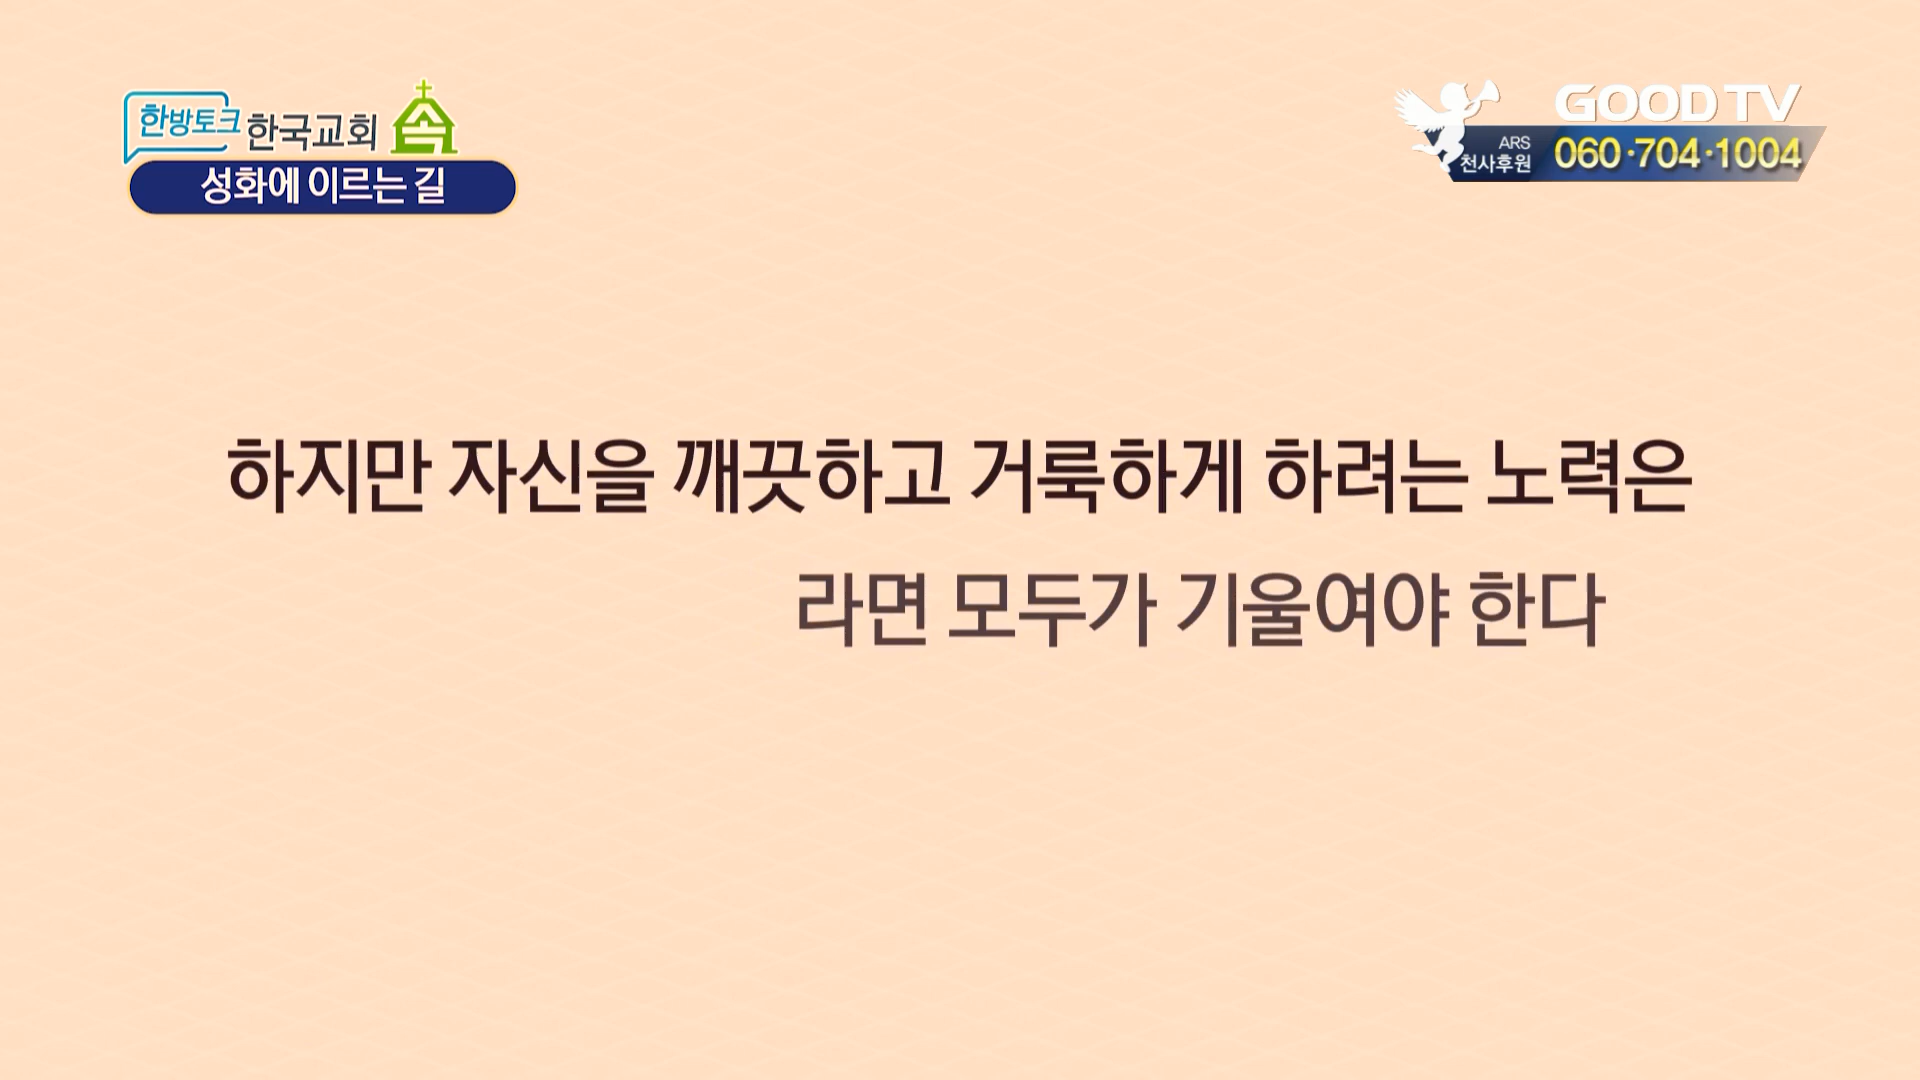 한방토크 한국교회 속
성화에 이르는 길
GOODTV
ARS
천사후원
060·704·1004
하지만 자신을 깨끗하고 거룩하게 하려는 노력은
라면 모두가 기울여야 한다